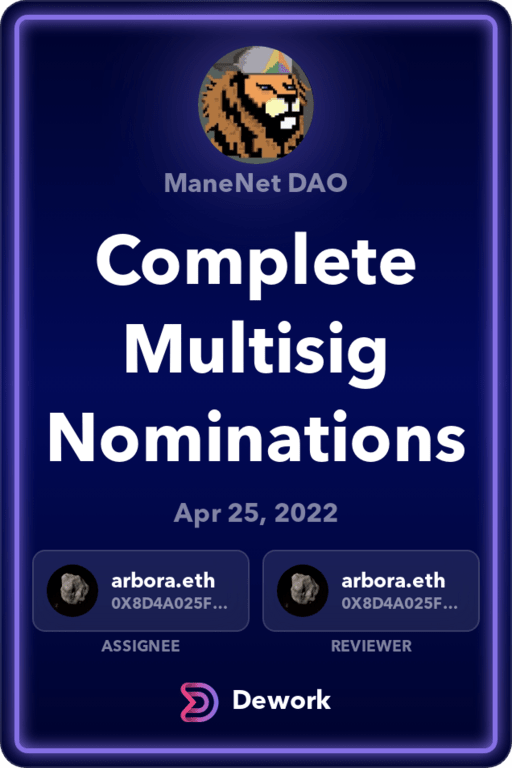 ManeNet DAO
Complete
Multisig
Nominations
Apr 25, 2022
arbora.eth
0X8D4A025F...
ASSIGNEE
arbora.eth
0X8D4A025F...
REVIEWER
Dework